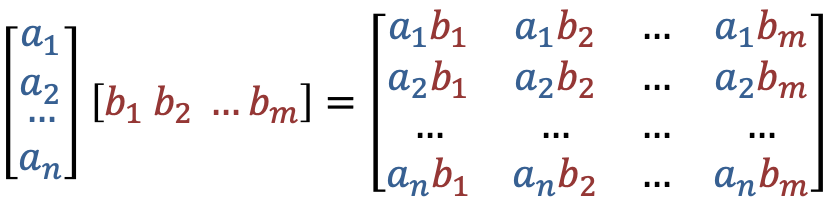 [a₁ a₂ ... aₙ] [b₁ b₂ ... bₘ] = [a₁b₁ a₁b₂ ... a₁bₘ
a₂b₁ a₂b₂ ... a₂bₘ
... ... ... ...
aₙb₁ aₙb₂ ... aₙbₘ]